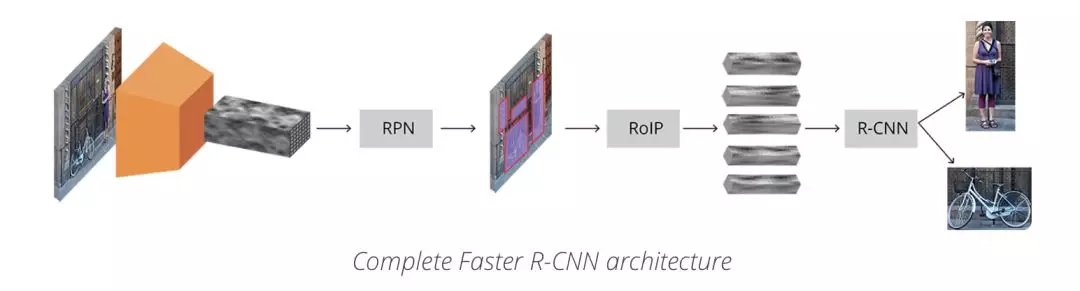 RPN
RoIP
R-CNN
Complete Faster R-CNN architecture